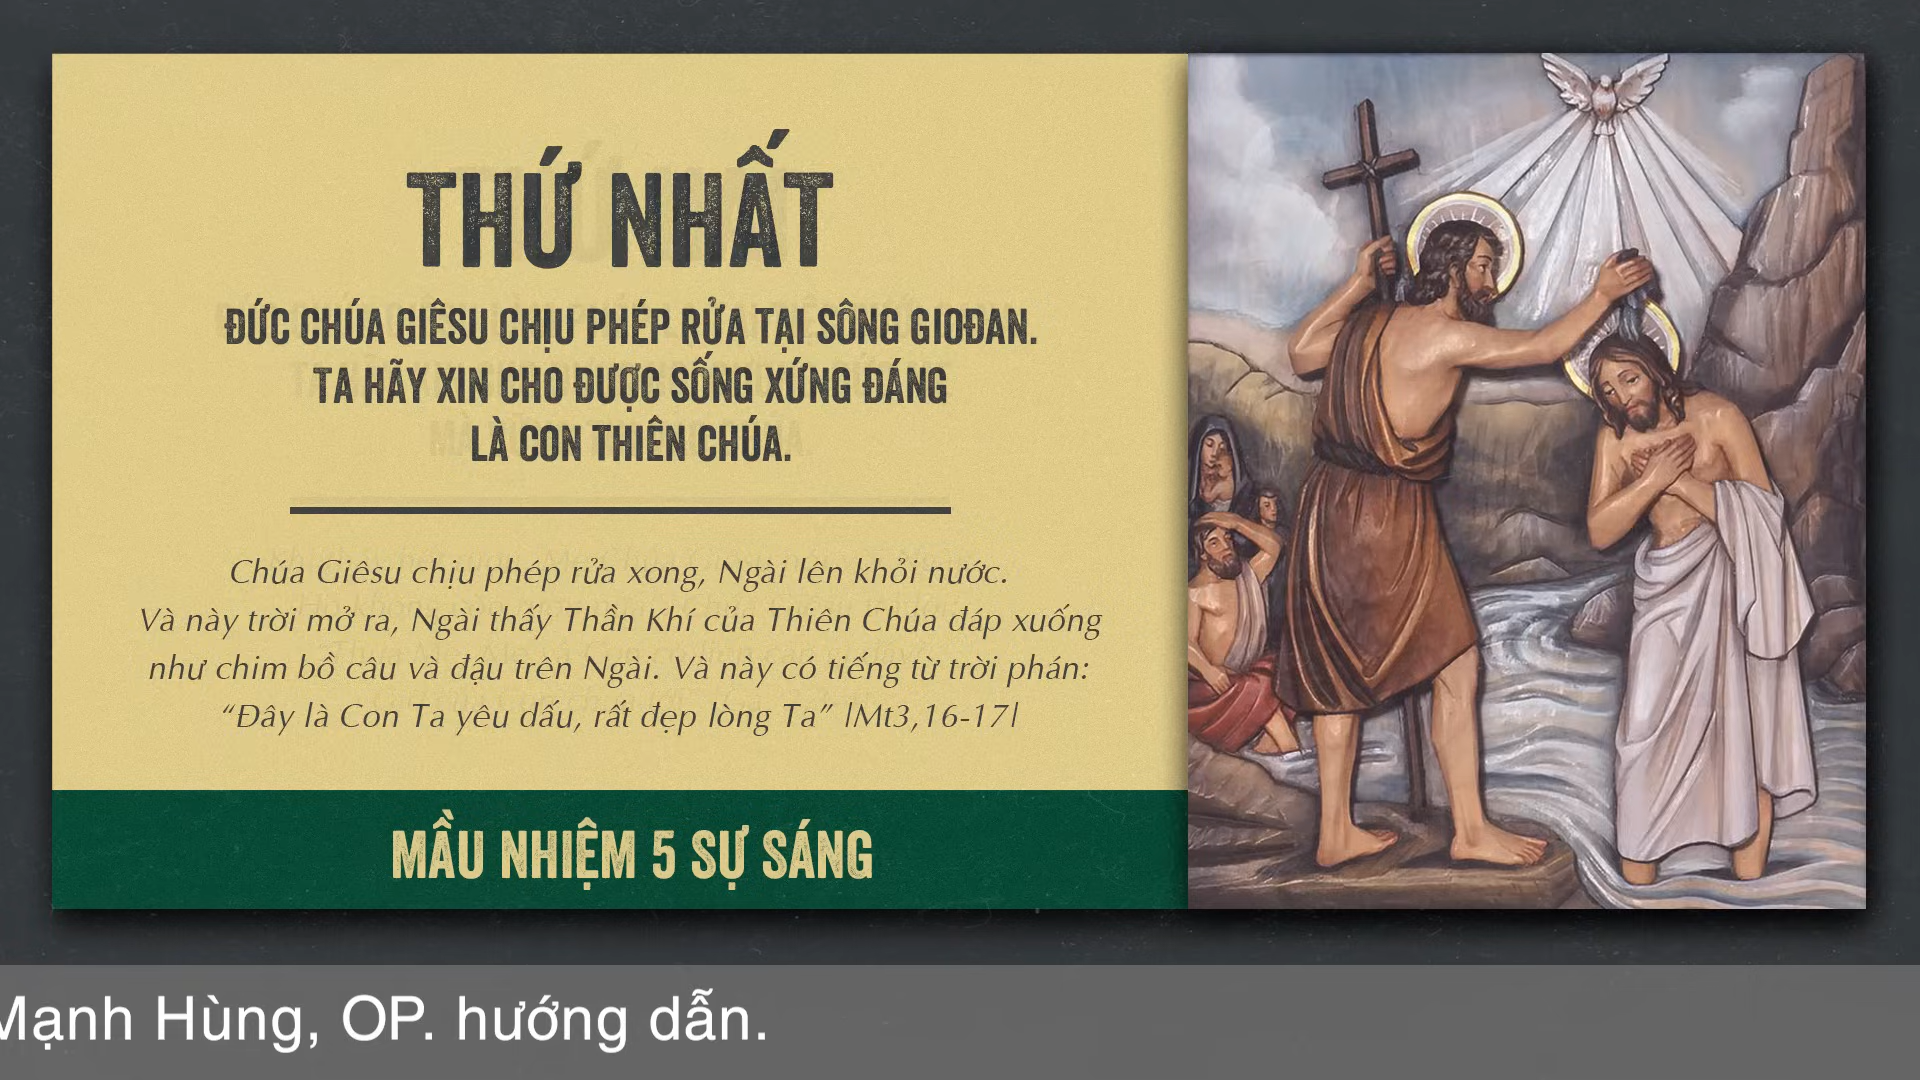 THỨ NHẤT
ĐỨC CHÚA GIÊSU CHỊU PHÉP RỬA TẠI SÔNG GIOĐAN.
TA HÃY XIN CHO ĐƯỢC SỐNG XỨNG ĐÁNG
LÀ CON THIÊN CHÚA.
Chúa Giêsu chịu phép rửa xong, Ngài lên khỏi nước.
Và này trời mở ra, Ngài thấy Thần Khí của Thiên Chúa đáp xuống
như chim bồ câu và đậu trên Ngài. Và này có tiếng từ trời phán:
“Đây là Con Ta yêu dấu, rất đẹp lòng Ta” |Mt3,16-17|
MẦU NHIỆM 5 SỰ SÁNG
Mạnh Hùng, OP. hướng dẫn.